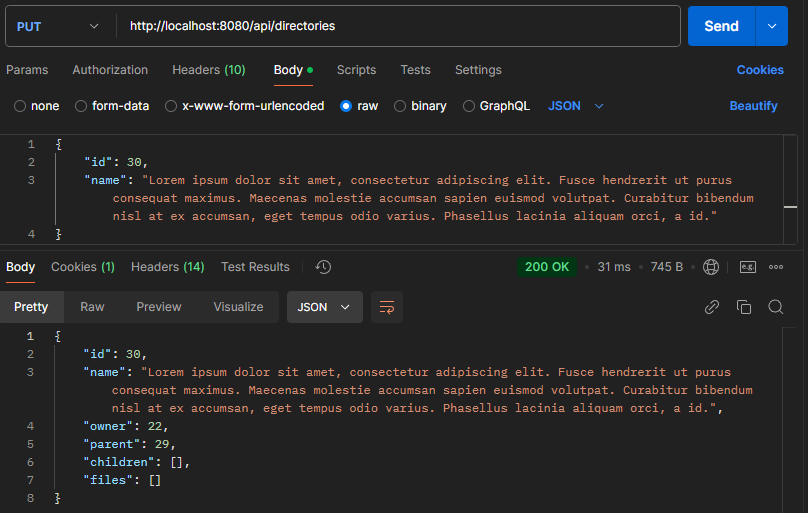 PUT http://localhost:8080/api/directories Send
Params Authorization Headers (10) Body Scripts Tests Settings Cookies
none form-data x-www-form-urlencoded raw binary GraphQL JSON Beautify
1 {
2 "id": 30,
3 "name": "Lorem ipsum dolor sit amet, consectetur adipiscing elit. Fusce hendrerit ut purus
consequat maximus. Maecenas molestie accumsan sapien euismod volutpat. Curabitur bibendum
nisl at ex accumsan, eget tempus odio varius. Phasellus lacinia aliquam orci, a id."
4 }
Body Cookies (1) Headers (14) Test Results 200 OK • 31 ms • 745 B • e.g.
Pretty Raw Preview Visualize JSON
1 {
2 "id": 30,
3 "name": "Lorem ipsum dolor sit amet, consectetur adipiscing elit. Fusce hendrerit ut purus
consequat maximus. Maecenas molestie accumsan sapien euismod volutpat. Curabitur bibendum
nisl at ex accumsan, eget tempus odio varius. Phasellus lacinia aliquam orci, a id.",
4 "owner": 22,
5 "parent": 29,
6 "children": [],
7 "files": []
8 }